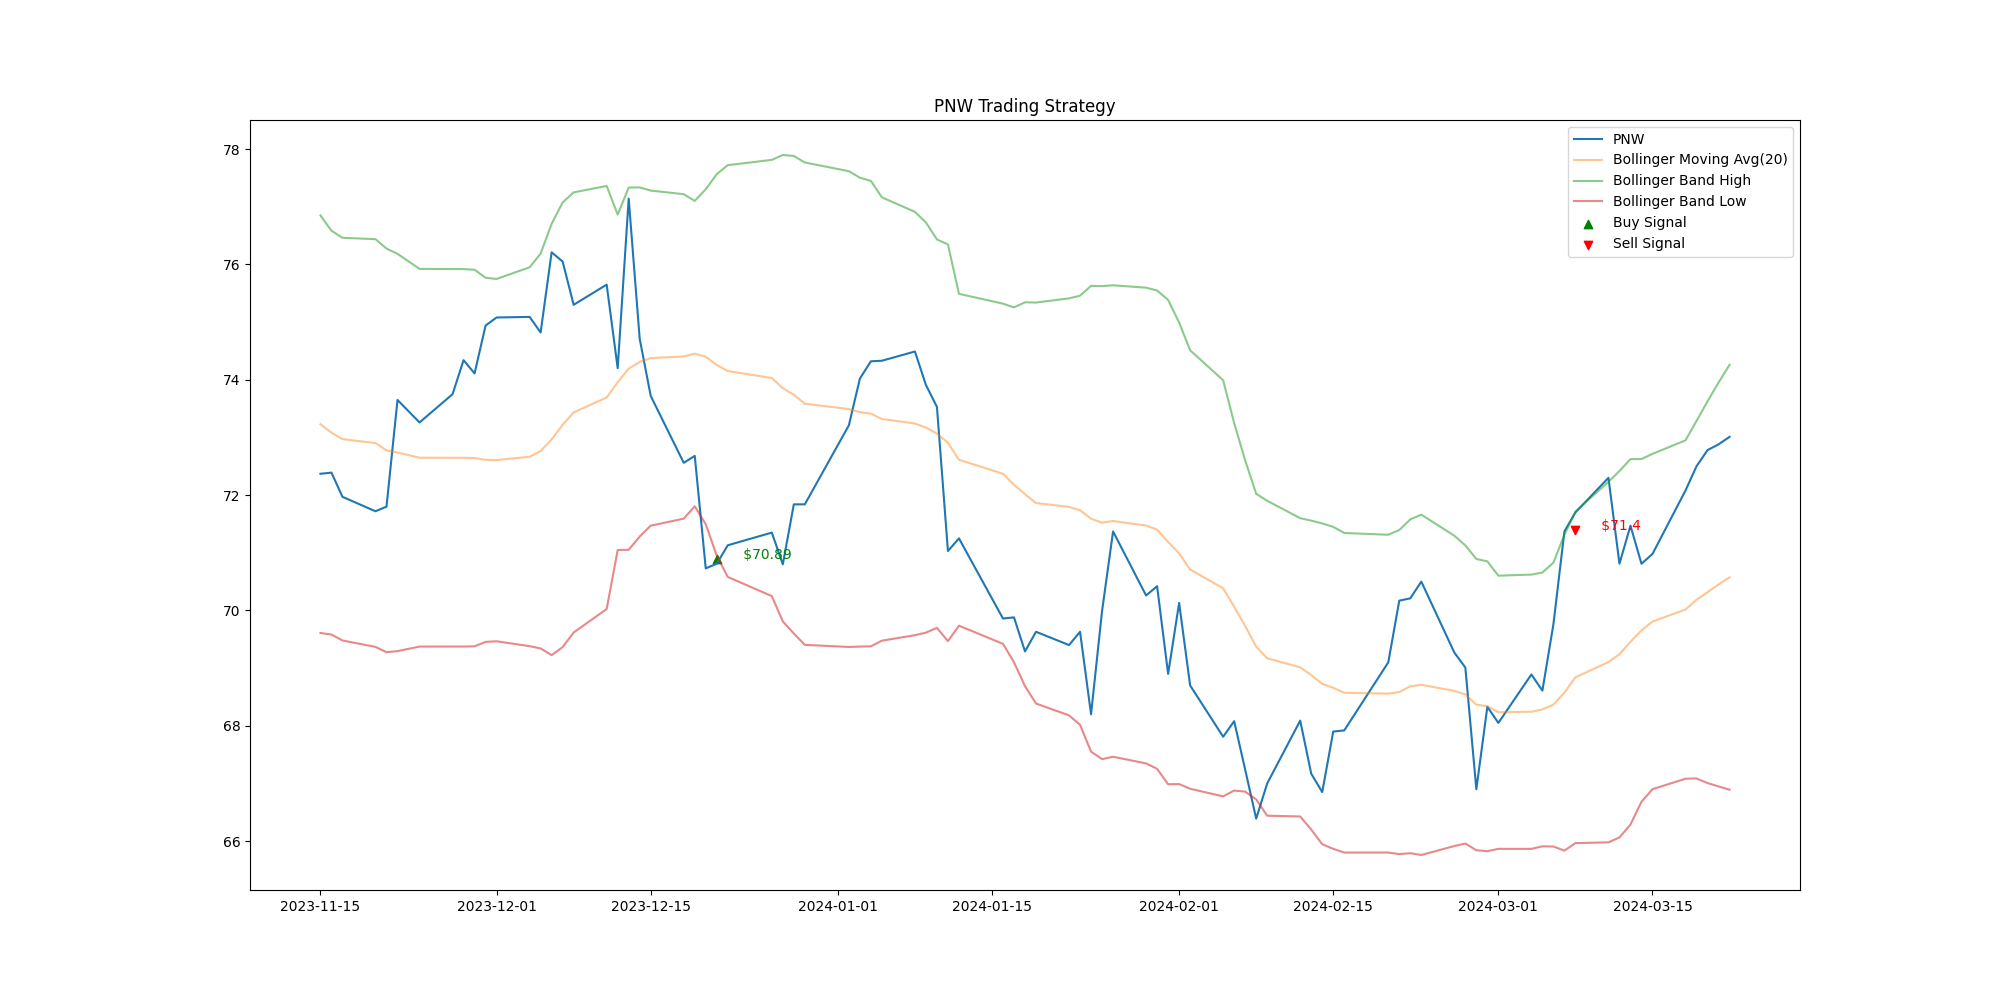 PNW Trading Strategy
78
76
74
72
70
68
66
PNW
Bollinger Moving Avg(20)
Bollinger Band High
Bollinger Band Low
Buy Signal
Sell Signal
$70.89
$71.4
2023-11-15
2023-12-01
2023-12-15
2024-01-01
2024-01-15
2024-02-01
2024-02-15
2024-03-01
2024-03-15